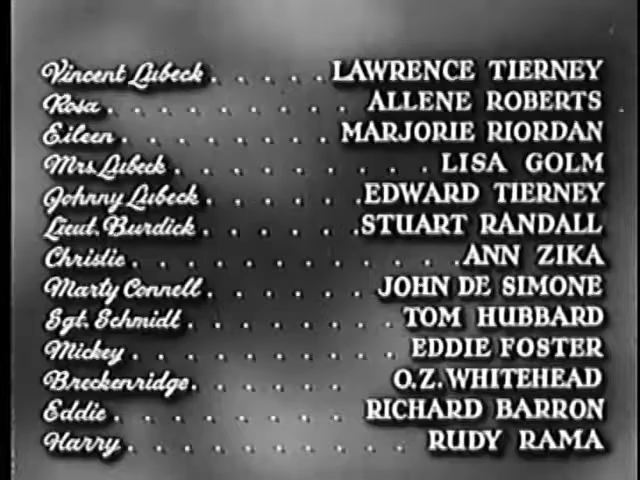 Vincent Lubeck . . . . . LAWRENCE TIERNEY
Rosa . . . . . . . . . ALLENE ROBERTS
Eileen . . . . . . . . MARJORIE RIORDAN
Mrs. Lubeck . . . . . . . . . LISA GOLM
Johnny Lubeck . . . . . . EDWARD TIERNEY
Lieut. Burdick . . . . . . STUART RANDALL
Christie . . . . . . . . . . . . ANN ZIKA
Marty Connell . . . . . . JOHN DE SIMONE
Sgt. Schmidt . . . . . . . . TOM HUBBARD
Mickey . . . . . . . . . . EDDIE FOSTER
Breckenridge . . . . . . O.Z. WHITEHEAD
Eddie . . . . . . . . . RICHARD BARRON
Harry . . . . . . . . . . RUDY RAMA